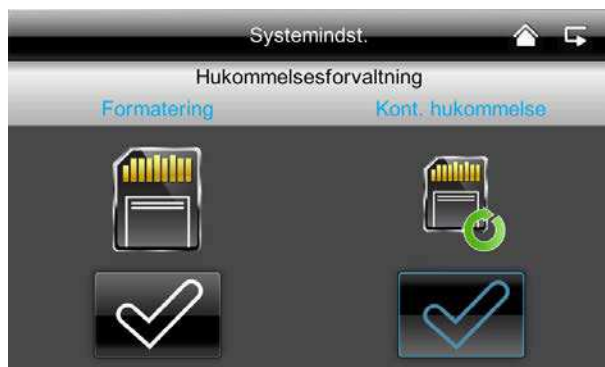 Systemindst.
Hukommelsesforvaltning
Formatering Kont. hukommelse